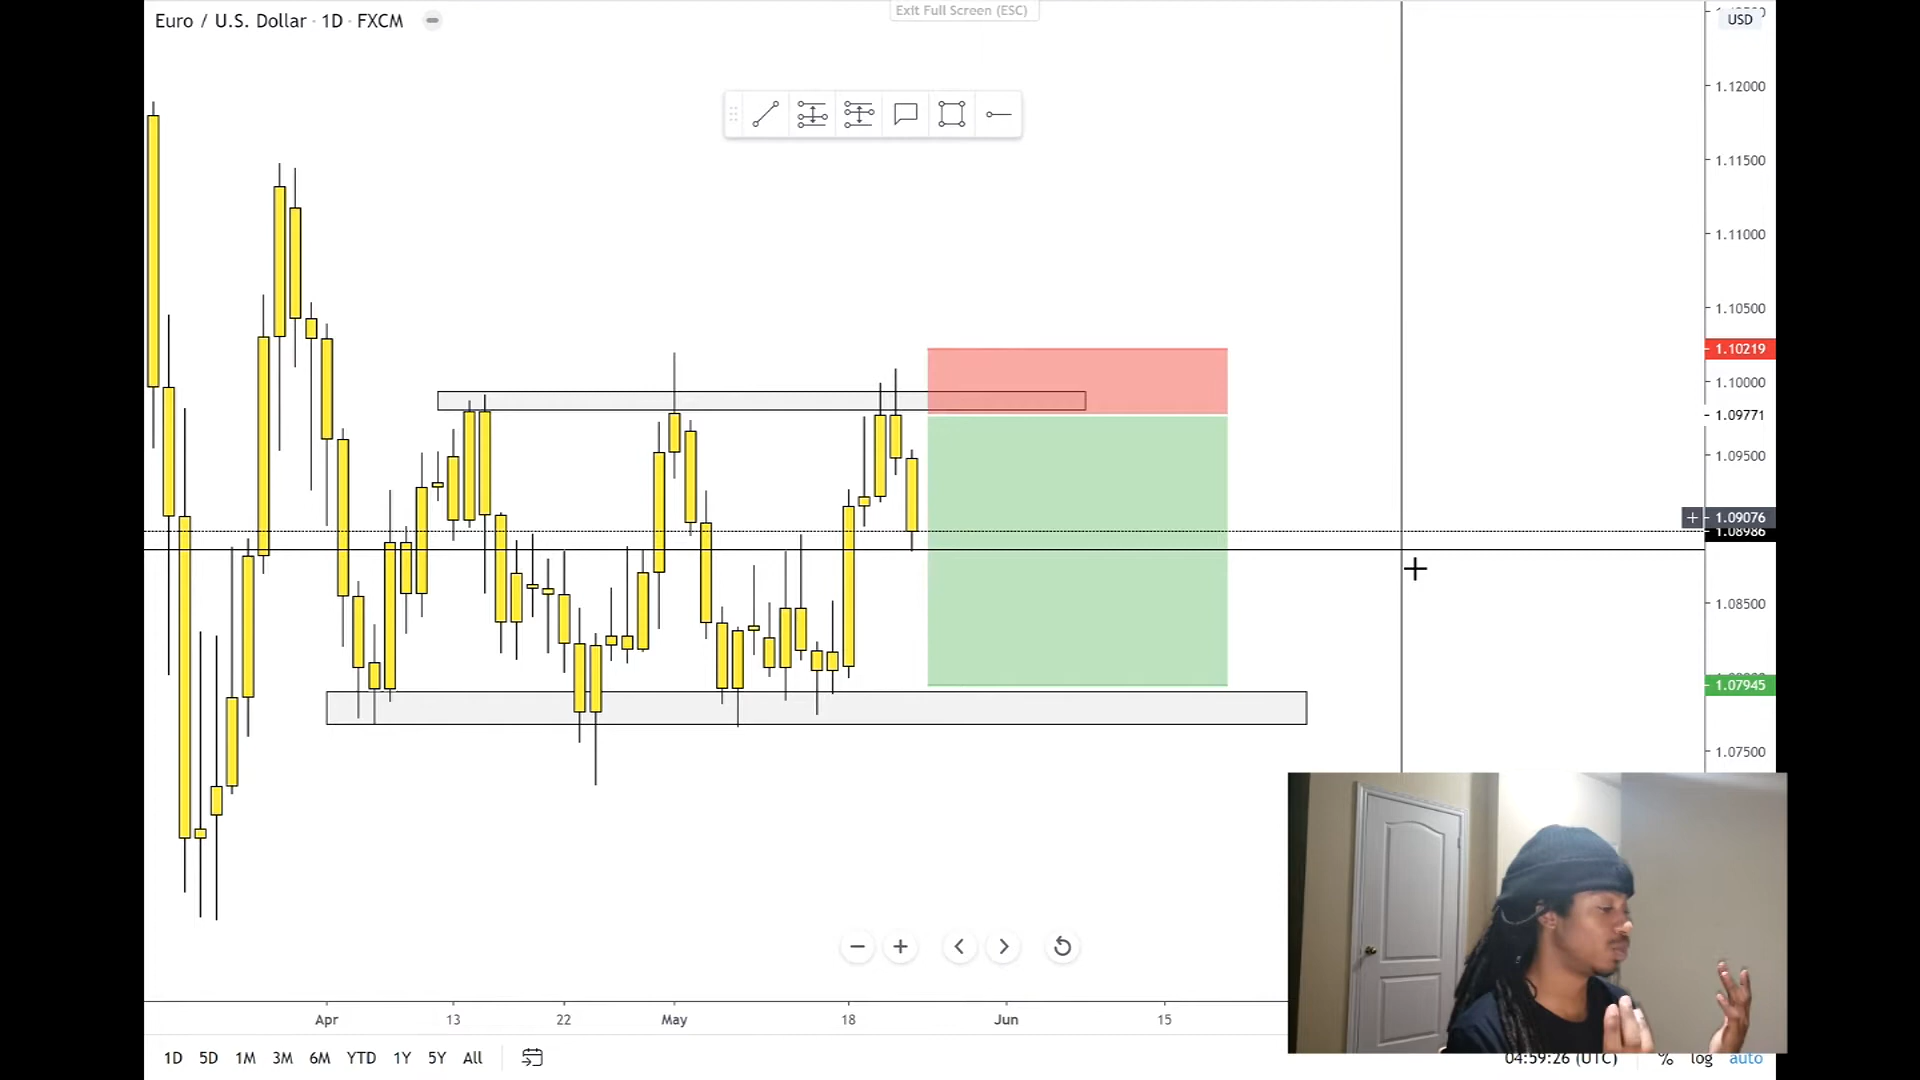 Euro / U.S. Dollar · 1D · FXCM
Exit Full Screen (ESC)
USD
1.12000
1.11500
1.11000
1.10500
1.10219
1.10000
1.09771
1.09500
1.09076
1.08986
1.08500
1.07945
1.07500
Apr 13 22 May 18 Jun 15
1D 5D 1M 3M 6M YTD 1Y 5Y All
04:59:26 (UTC) % log auto